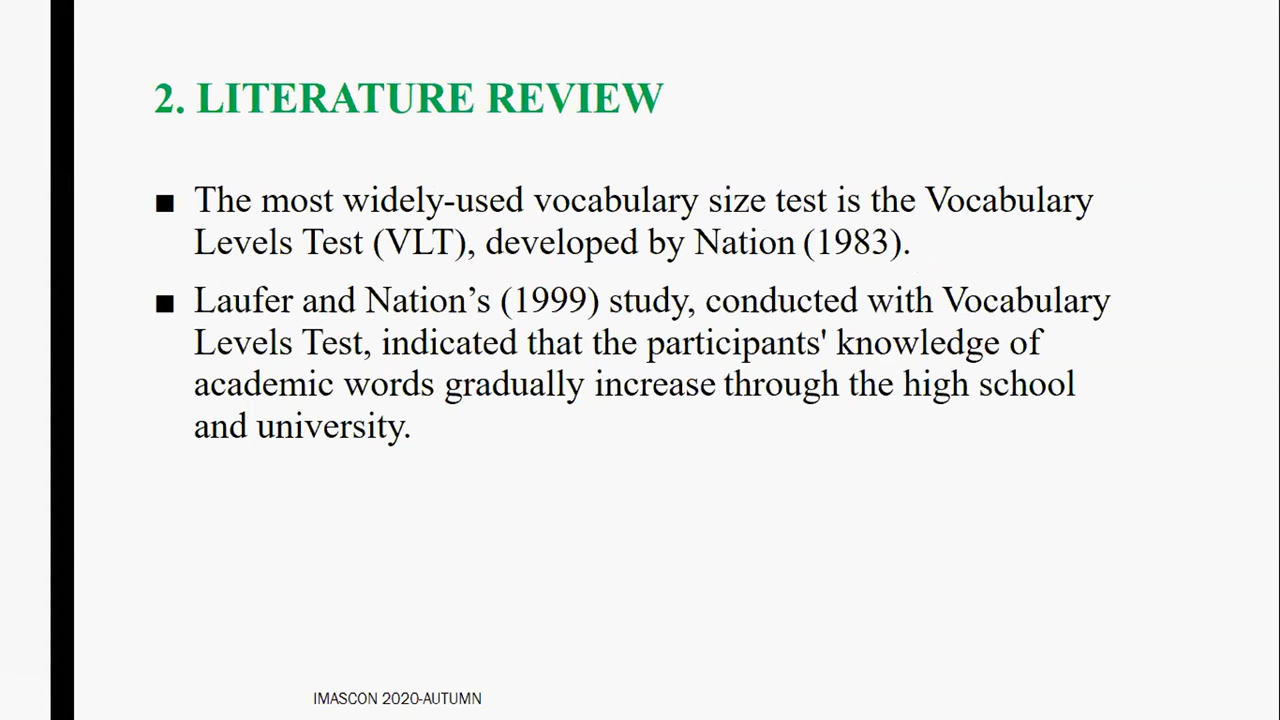 2. LITERATURE REVIEW
■ The most widely-used vocabulary size test is the Vocabulary
Levels Test (VLT), developed by Nation (1983).
■ Laufer and Nation’s (1999) study, conducted with Vocabulary
Levels Test, indicated that the participants' knowledge of
academic words gradually increase through the high school
and university.
IMASCON 2020-AUTUMN